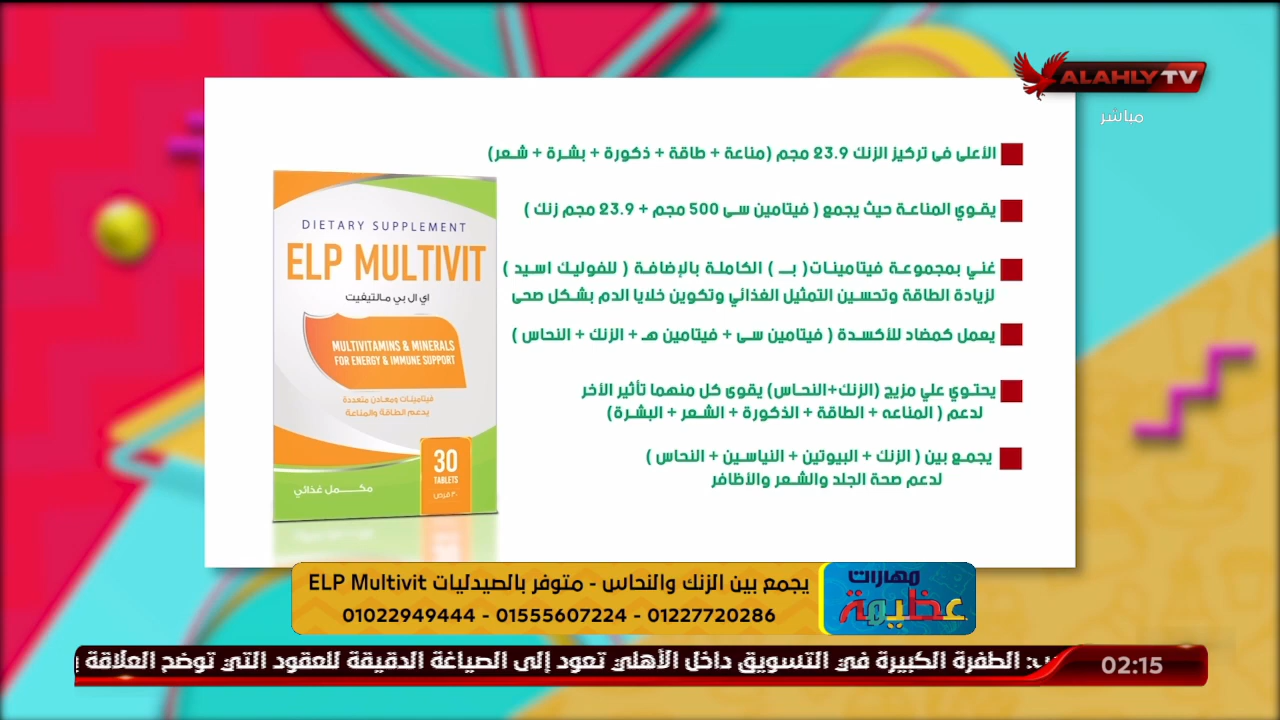 ALAHLY TV
مباشر
الأعلى فى تركيز الزنك 23.9 مجم (مناعة + طاقة + ذكورة + بشرة + شعر)
يقوي المناعة حيث يجمع ( فيتامين سى 500 مجم + 23.9 مجم زنك )
غني بمجموعة فيتامينات( بـ ) الكاملة بالإضافة ( للفوليك اسيد )
لزيادة الطاقة وتحسين التمثيل الغذائي وتكوين خلايا الدم بشكل صحى
يعمل كمضاد للأكسدة ( فيتامين سى + فيتامين هـ + الزنك + النحاس )
يحتوي علي مزيج (الزنك+النحاس) يقوى كل منهما تأثير الأخر
لدعم ( المناعه + الطاقة + الذكورة + الشعر + البشرة)
يجمع بين ( الزنك + البيوتين + النياسين + النحاس )
لدعم صحة الجلد والشعر والأظافر
DIETARY SUPPLEMENT
ELP MULTIVIT
اي ال بي مالتيفيت
MULTIVITAMINS & MINERALS
FOR ENERGY & IMMUNE SUPPORT
فيتامينات ومعادن متعددة
يدعم الطاقة والمناعة
30
TABLETS
٣٠ قرص
مكمل غذائي
مهارات
عظيمة
يجمع بين الزنك والنحاس - متوفر بالصيدليات ELP Multivit
01022949444 - 01555607224 - 01227720286
ب: الطفرة الكبيرة في التسويق داخل الأهلي تعود إلى الصياغة الدقيقة للعقود التي توضح العلاقة
02:15